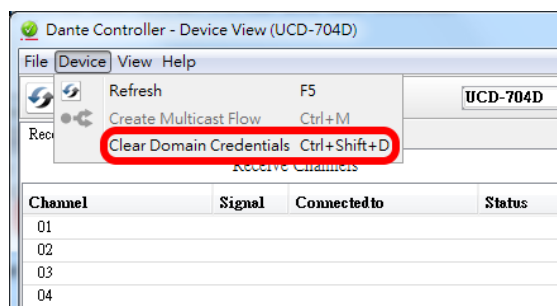 Dante Controller - Device View (UCD-704D)
File Device View Help
Refresh F5
UCD-704D
Create Multicast Flow Ctrl+M
Clear Domain Credentials Ctrl+Shift+D
Receive Channels
Channel Signal Connected to Status
01
02
03
04